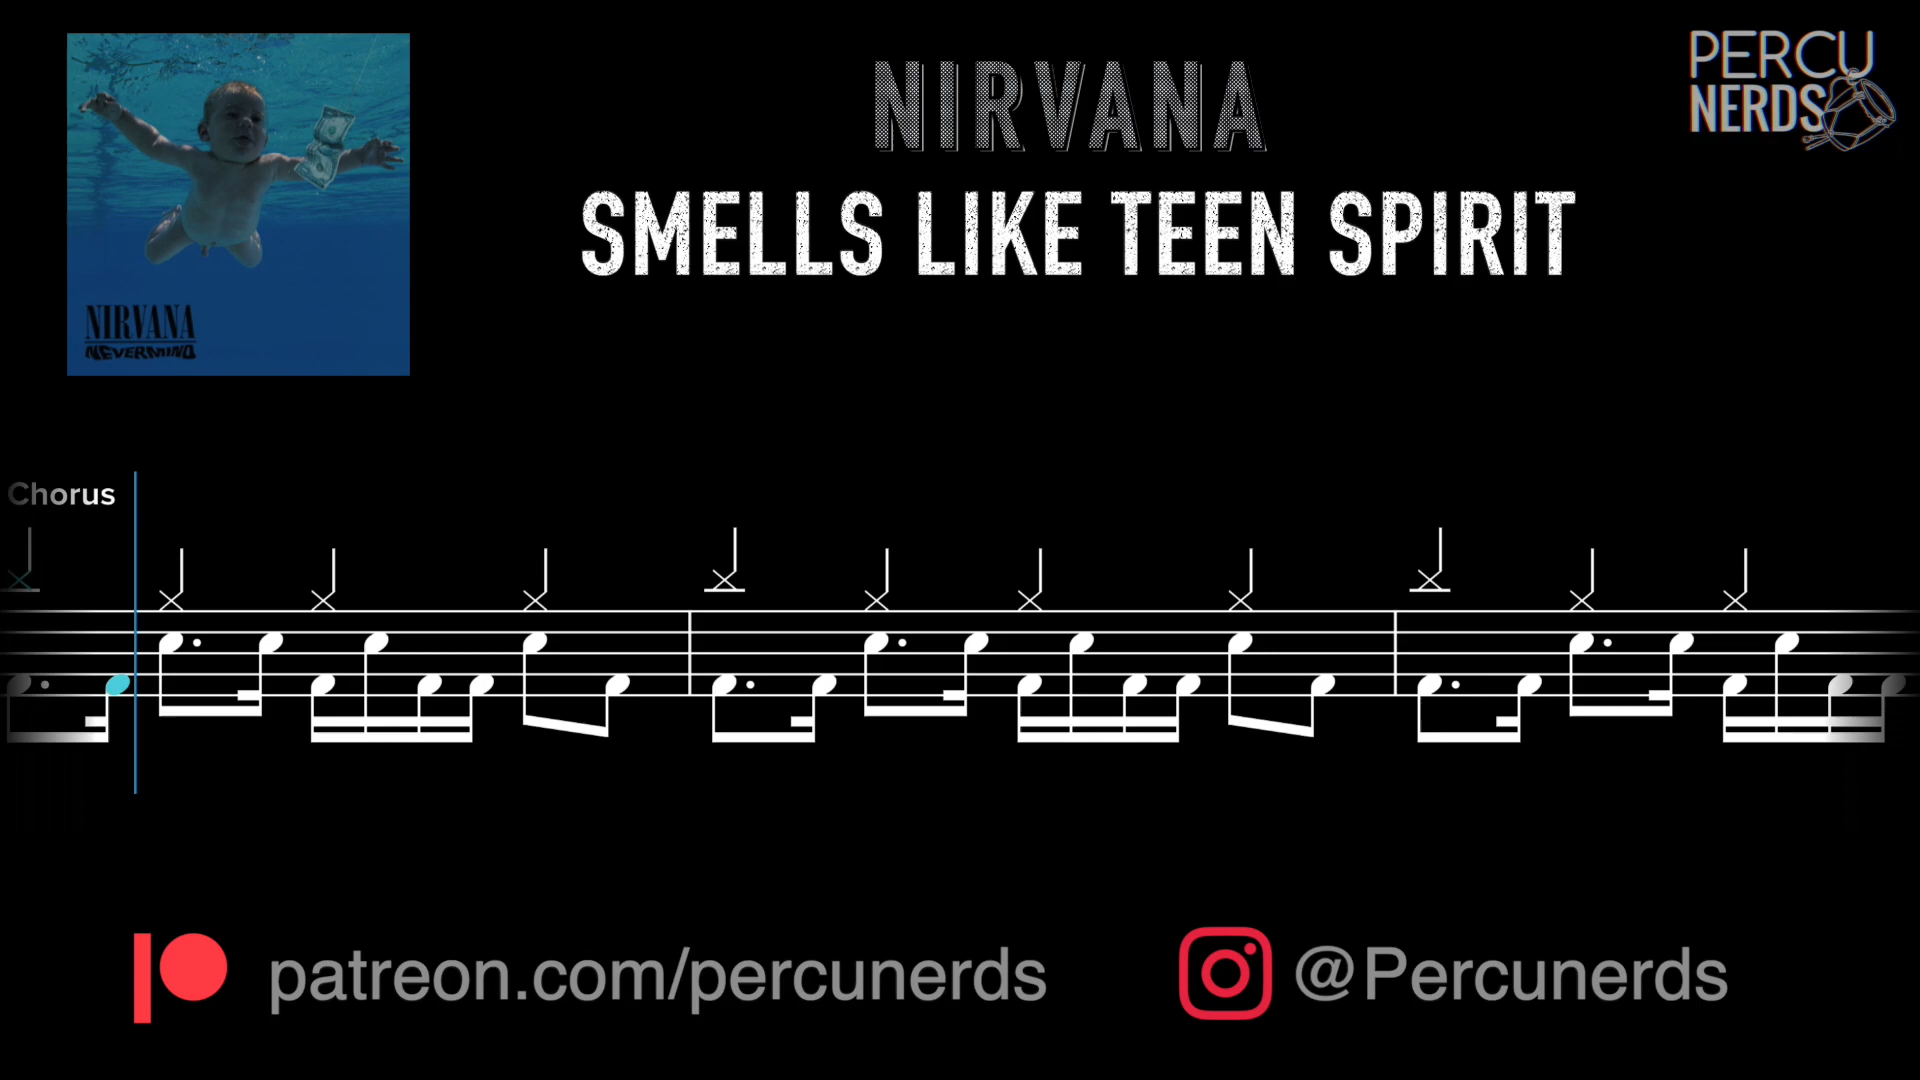 NIRVANA
SMELLS LIKE TEEN SPIRIT
PERCU
NERDS
NIRVANA
NEVERMIND
Chorus
patreon.com/percunerds
@Percunerds